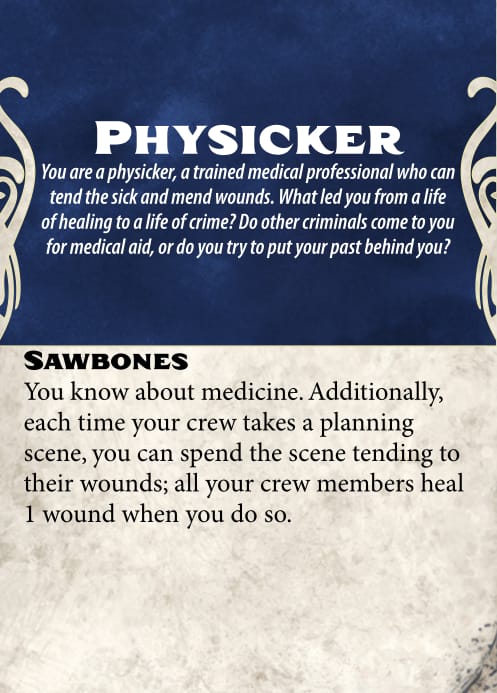 Physicker
You are a physicker, a trained medical professional who can
tend the sick and mend wounds. What led you from a life
of healing to a life of crime? Do other criminals come to you
for medical aid, or do you try to put your past behind you?
Sawbones
You know about medicine. Additionally,
each time your crew takes a planning
scene, you can spend the scene tending to
their wounds; all your crew members heal
1 wound when you do so.